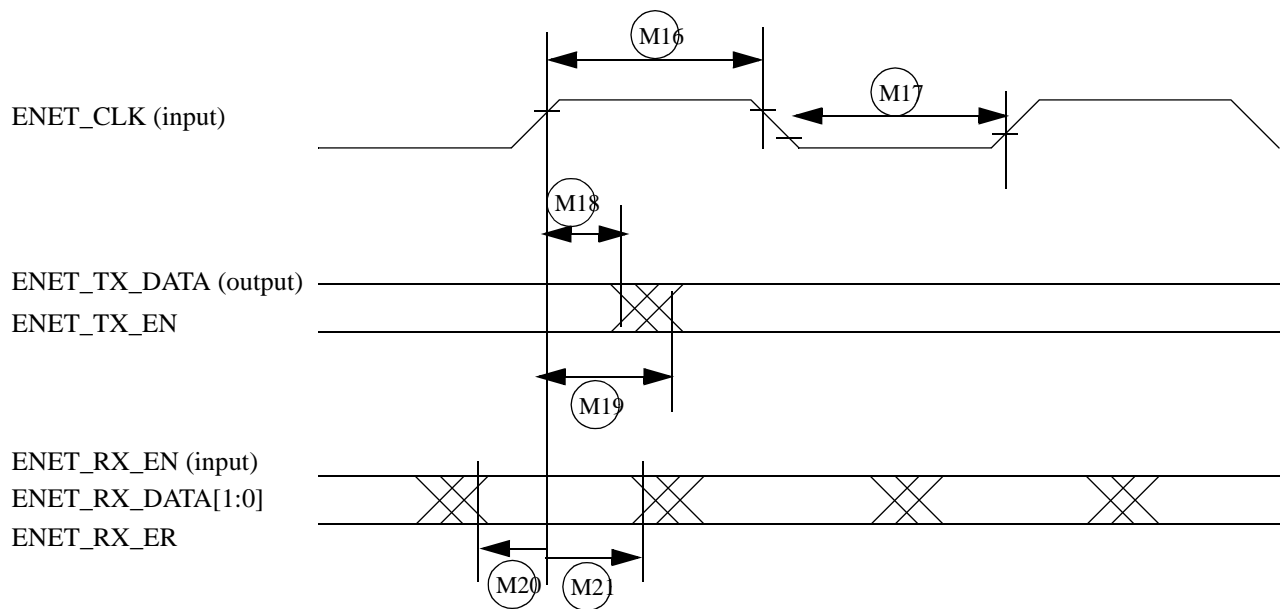 M16
ENET_CLK (input)
M17
M18
ENET_TX_DATA (output)
ENET_TX_EN
M19
ENET_RX_EN (input)
ENET_RX_DATA[1:0]
ENET_RX_ER
M20
M21